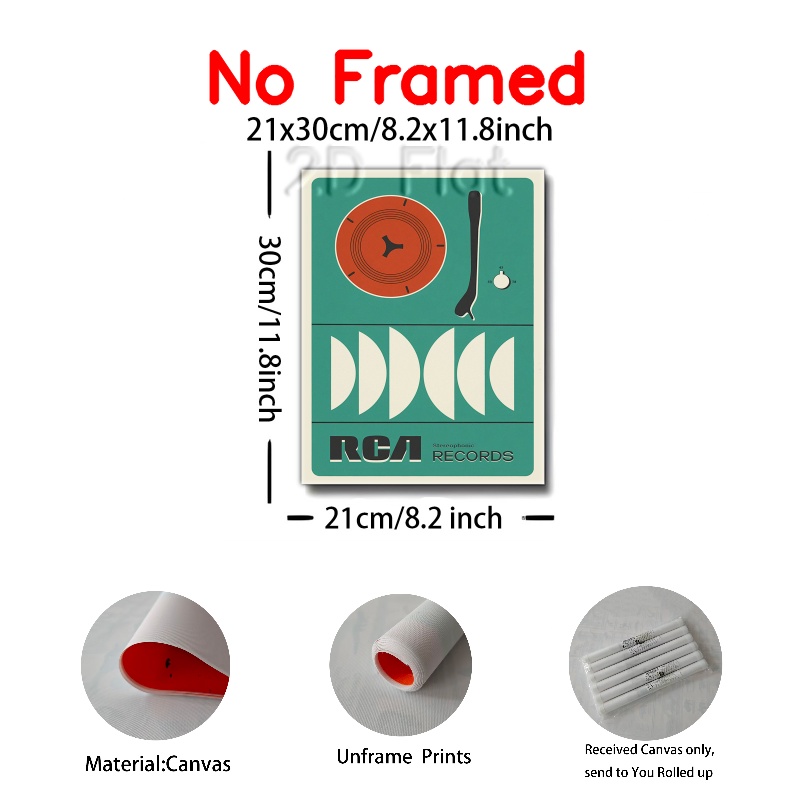 No Framed
21x30cm/8.2x11.8inch
2D Flat
30cm/11.8inch
RCA
Stereophonic
RECORDS
21cm/8.2 inch
Material:Canvas
Unframe Prints
Received Canvas only,
send to You Rolled up